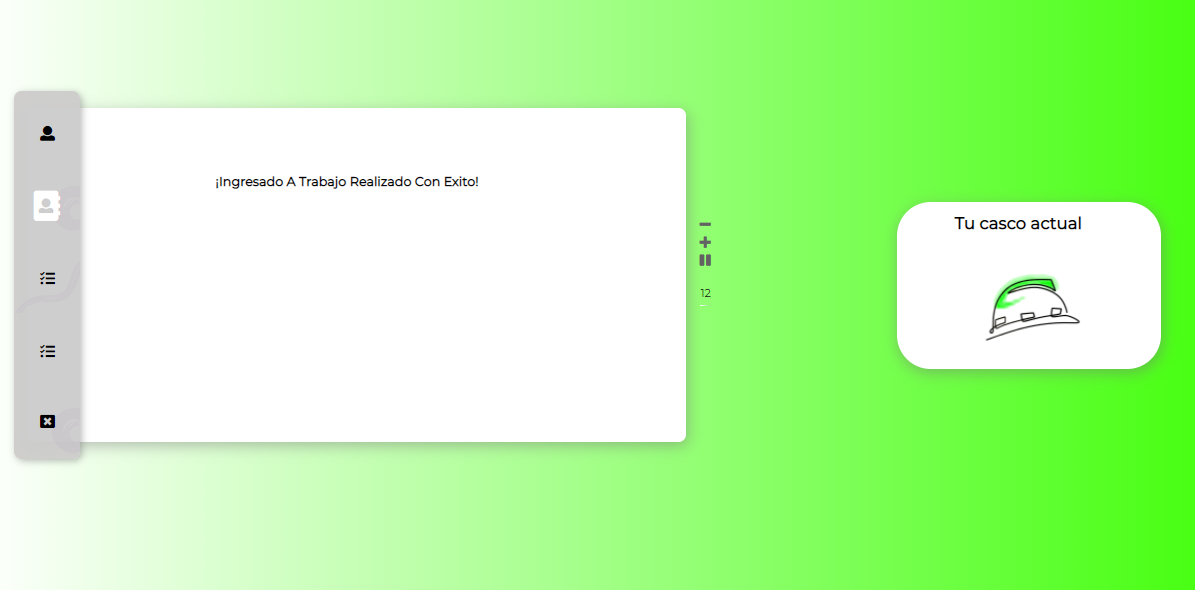 ¡Ingresado A Trabajo Realizado Con Exito!
Tu casco actual
12